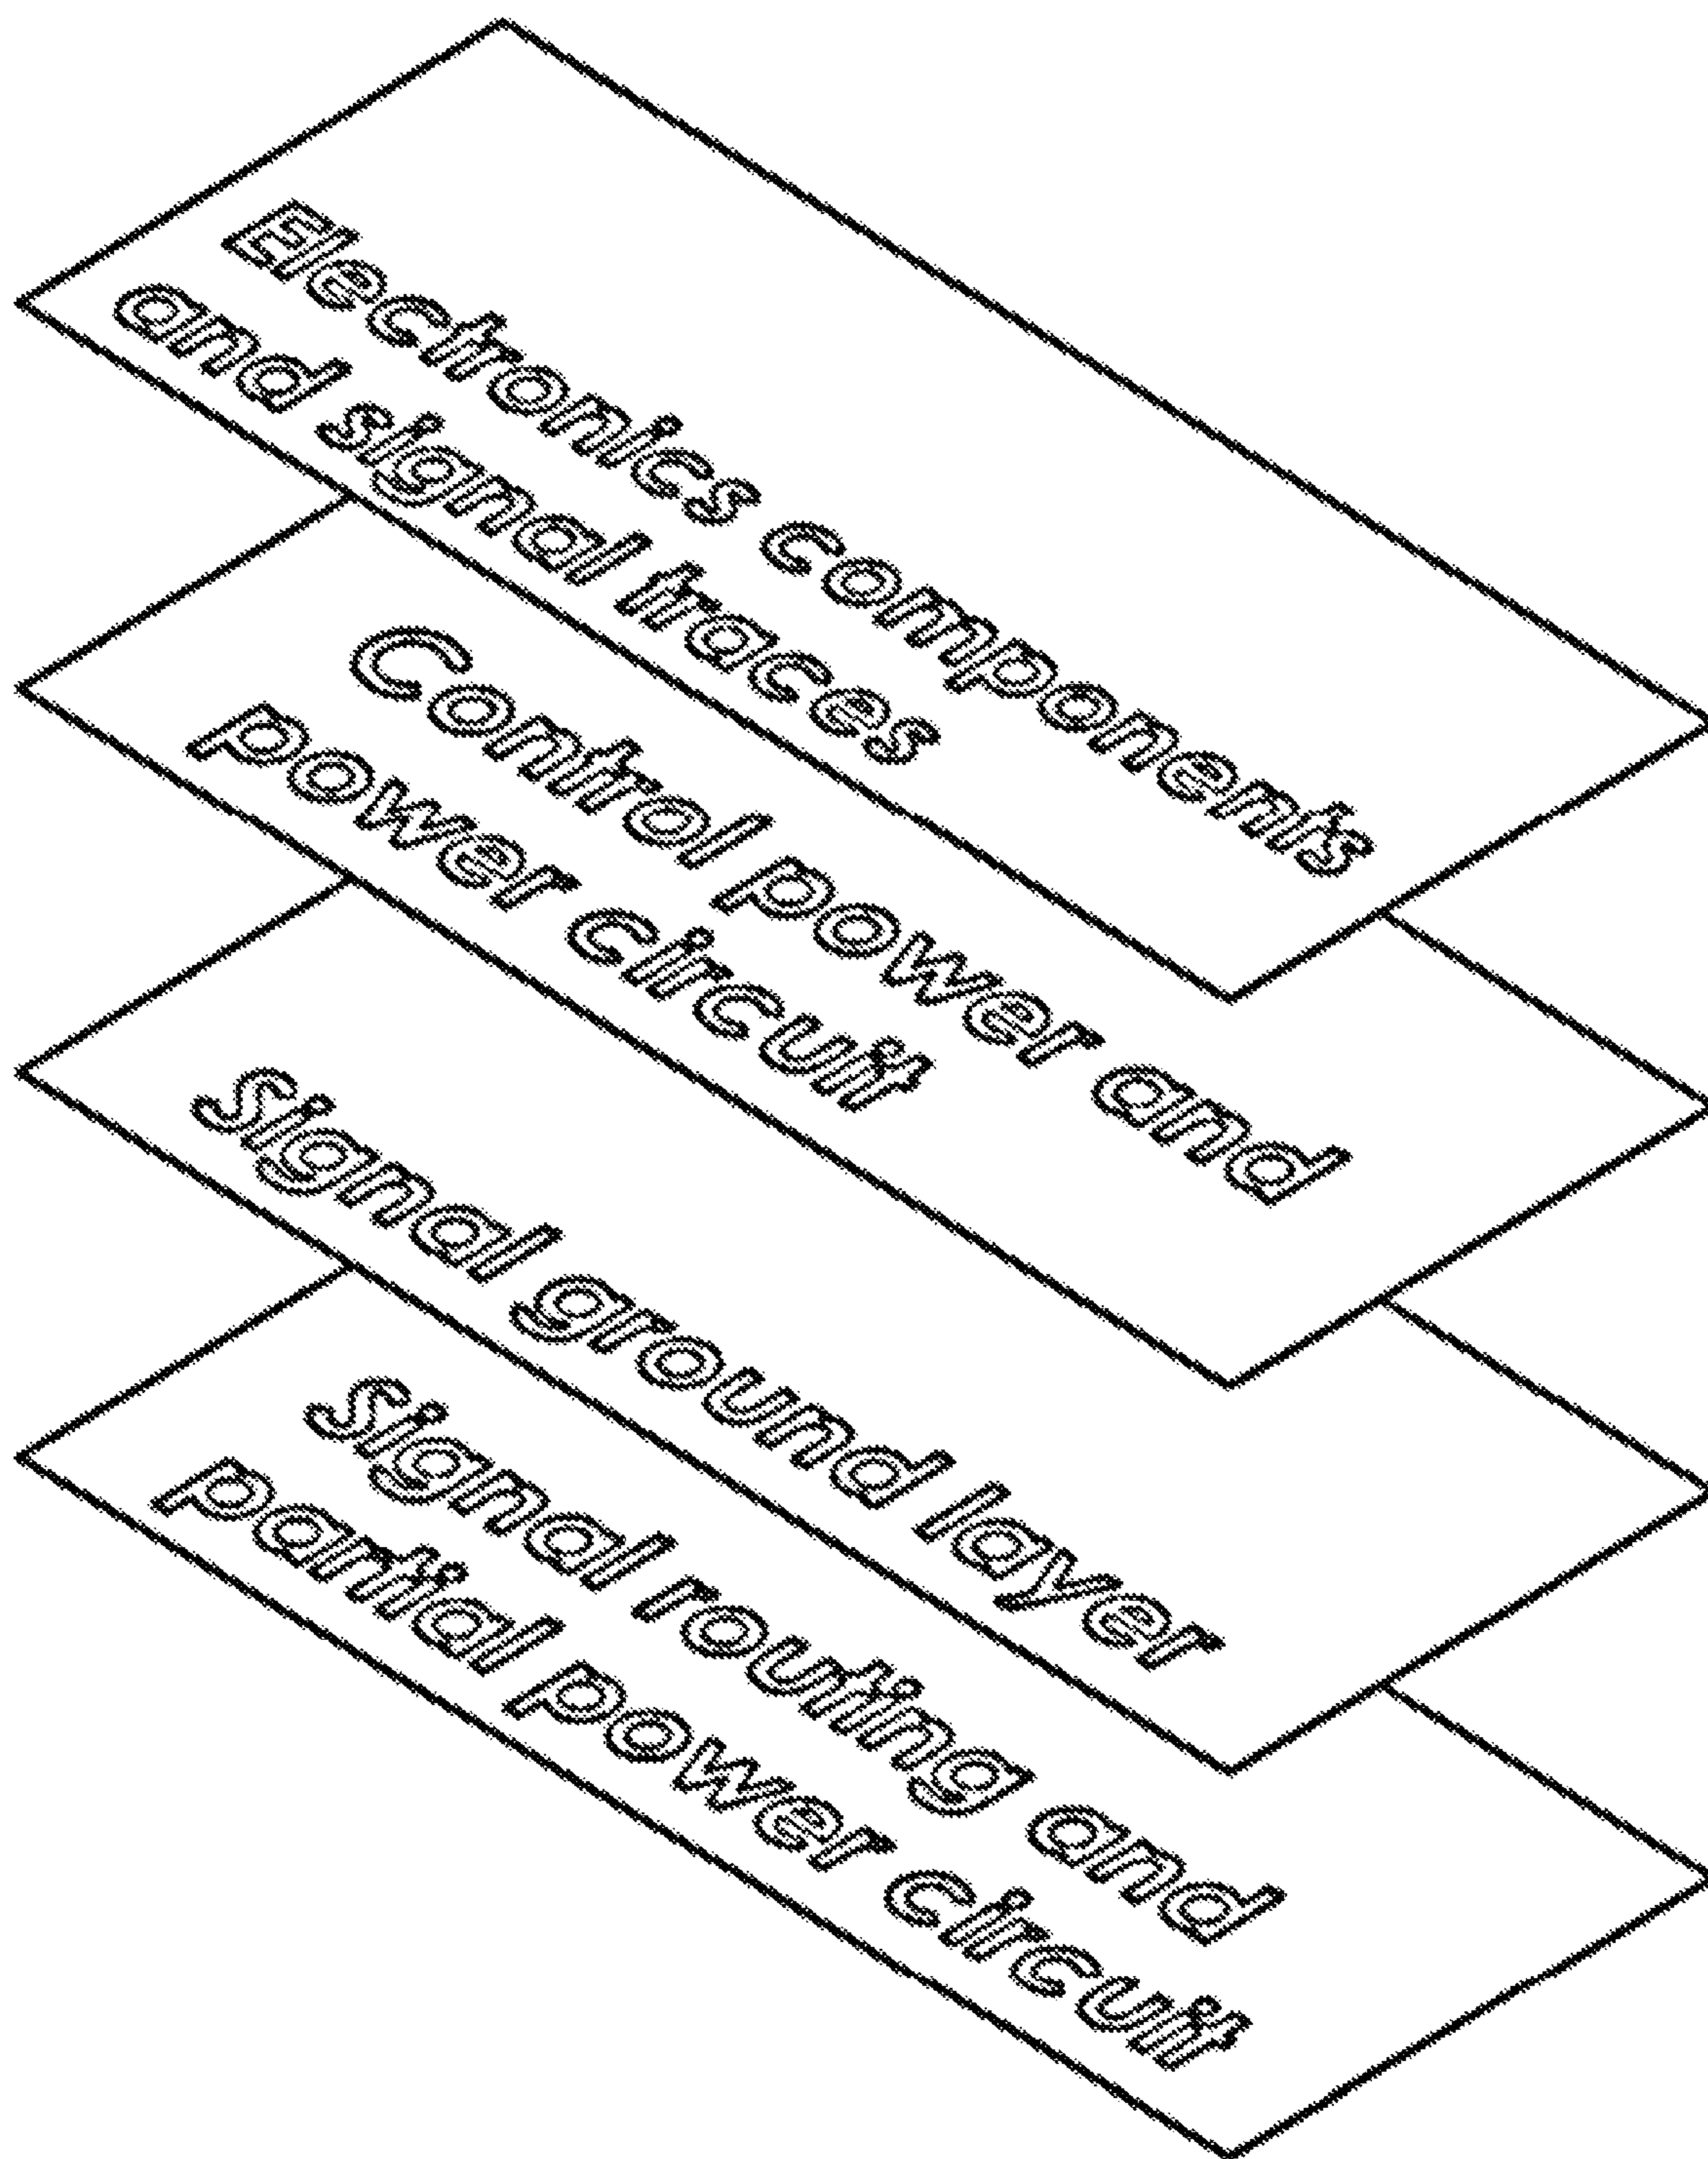 Electronics components
and signal traces
Control power and
power circuit
Signal ground layer
Signal routing and
partial power circuit